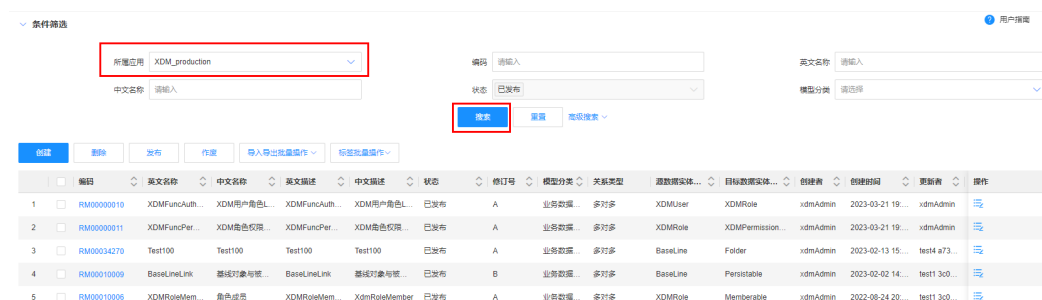 条件筛选
? 用户指南
所属应用 XDM_production 编码 请输入 英文名称 请输入
中文名称 请输入 状态 已发布 模型分类 请选择
搜索 重置 高级搜索
创建 删除 发布 作废 导入导出批量操作 标签批量操作
编码 英文名称 中文名称 英文描述 中文描述 状态 修订号 模型分类 关系类型 源数据实体... 目标数据实体... 创建者 创建时间 更新者 操作
1 RM00000010 XDMFuncAuth... XDM用户角色L... XDMFuncAuth... XDM用户角色L... 已发布 A 业务数据... 多对多 XDMUser XDMRole xdmAdmin 2023-03-21 19:... xdmAdmin
2 RM00000011 XDMFuncPer... XDM角色权限... XDMFuncPer... XDM角色权限... 已发布 A 业务数据... 多对多 XDMRole XDMPermission... xdmAdmin 2023-03-21 19:... xdmAdmin
3 RM00034270 Test100 Test100 Test100 Test100 已发布 A 业务数据... 多对多 BaseLine Folder xdmAdmin 2023-02-13 15:... test4 a73...
4 RM00010009 BaseLineLink 基线对象与被... BaseLineLink 基线对象与被... 已发布 B 业务数据... 多对多 BaseLine Persistable xdmAdmin 2023-02-02 14:... test1 3c0...
5 RM00010006 XDMRoleMem... 角色成员 XDMRoleMem... XdmRoleMember 已发布 A 业务数据... 多对多 XDMRole Memberable xdmAdmin 2022-08-24 20:... test1 3c0...